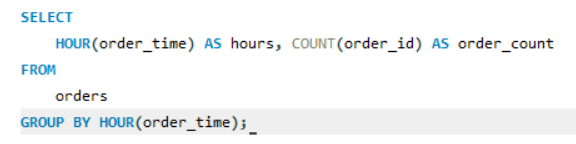 SELECT
HOUR(order_time) AS hours, COUNT(order_id) AS order_count
FROM
orders
GROUP BY HOUR(order_time);